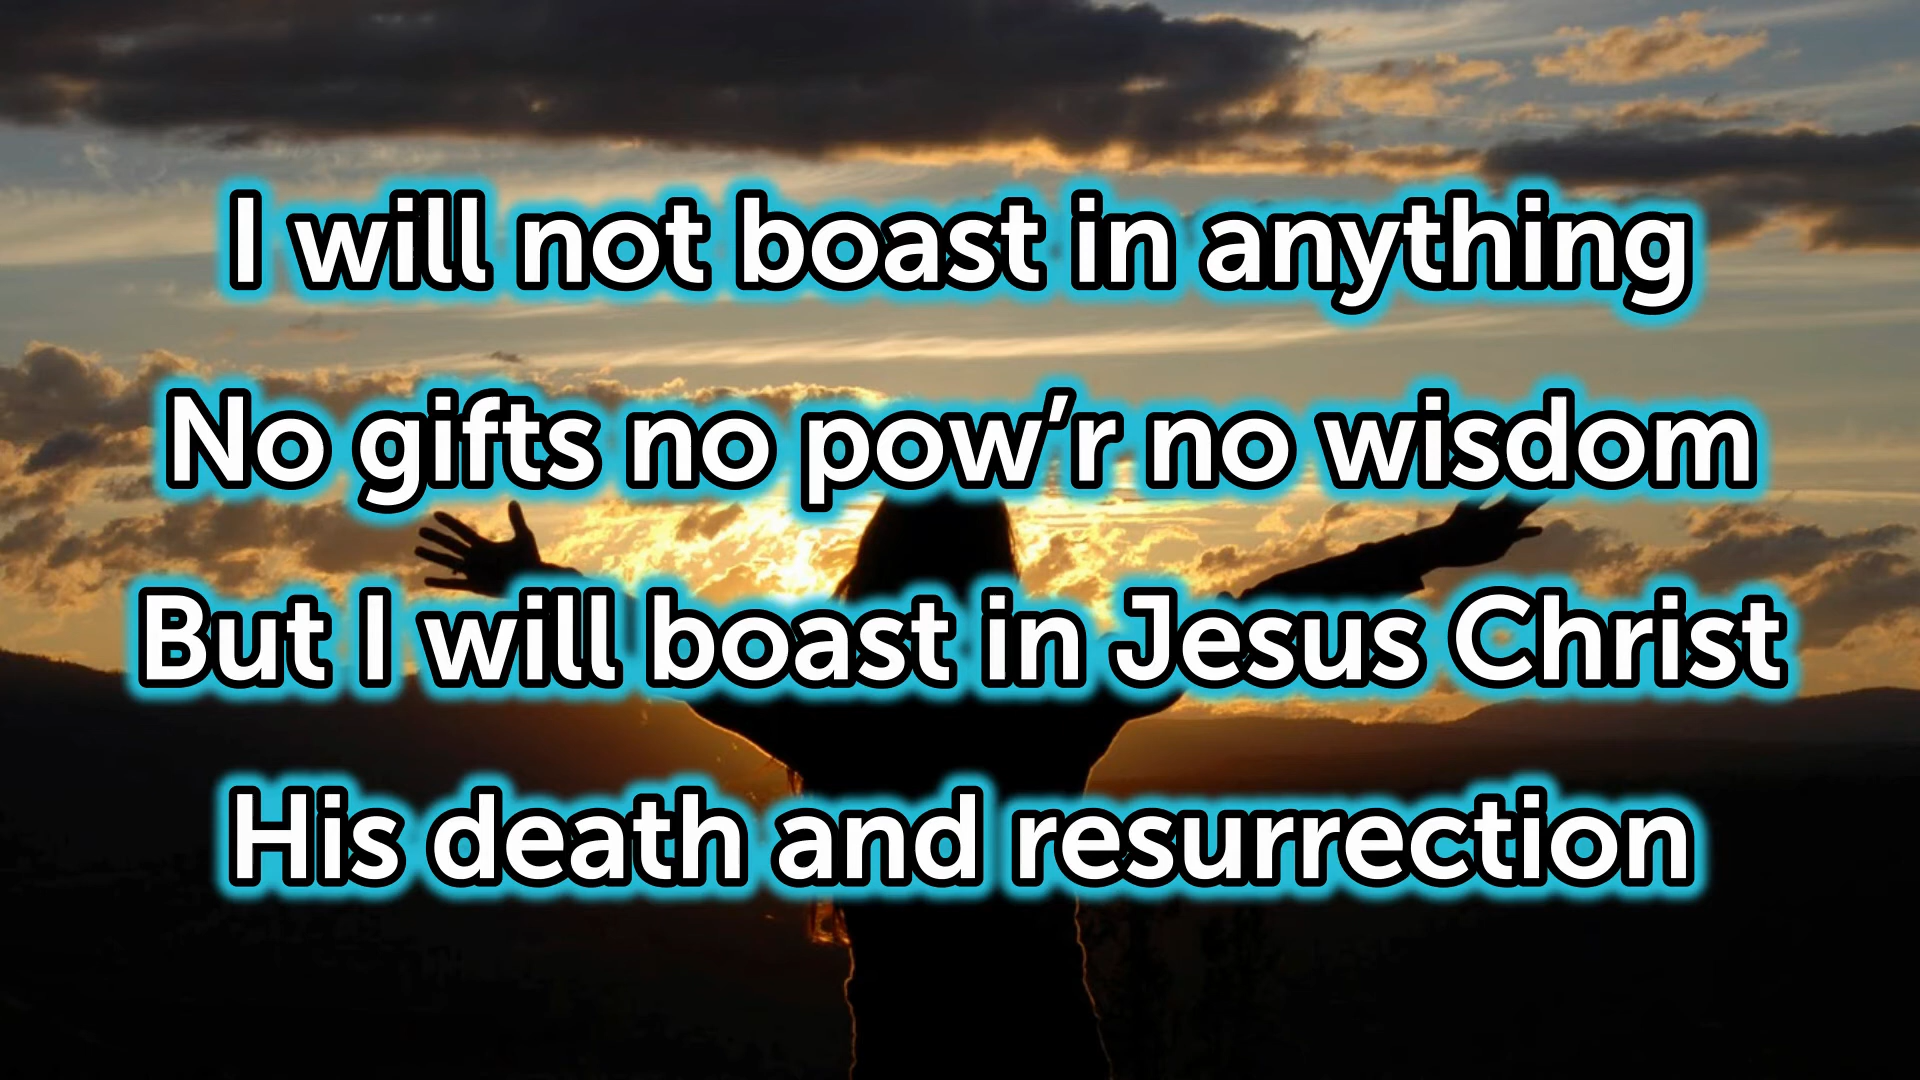 I will not boast in anything
No gifts no pow’r no wisdom
But I will boast in Jesus Christ
His death and resurrection